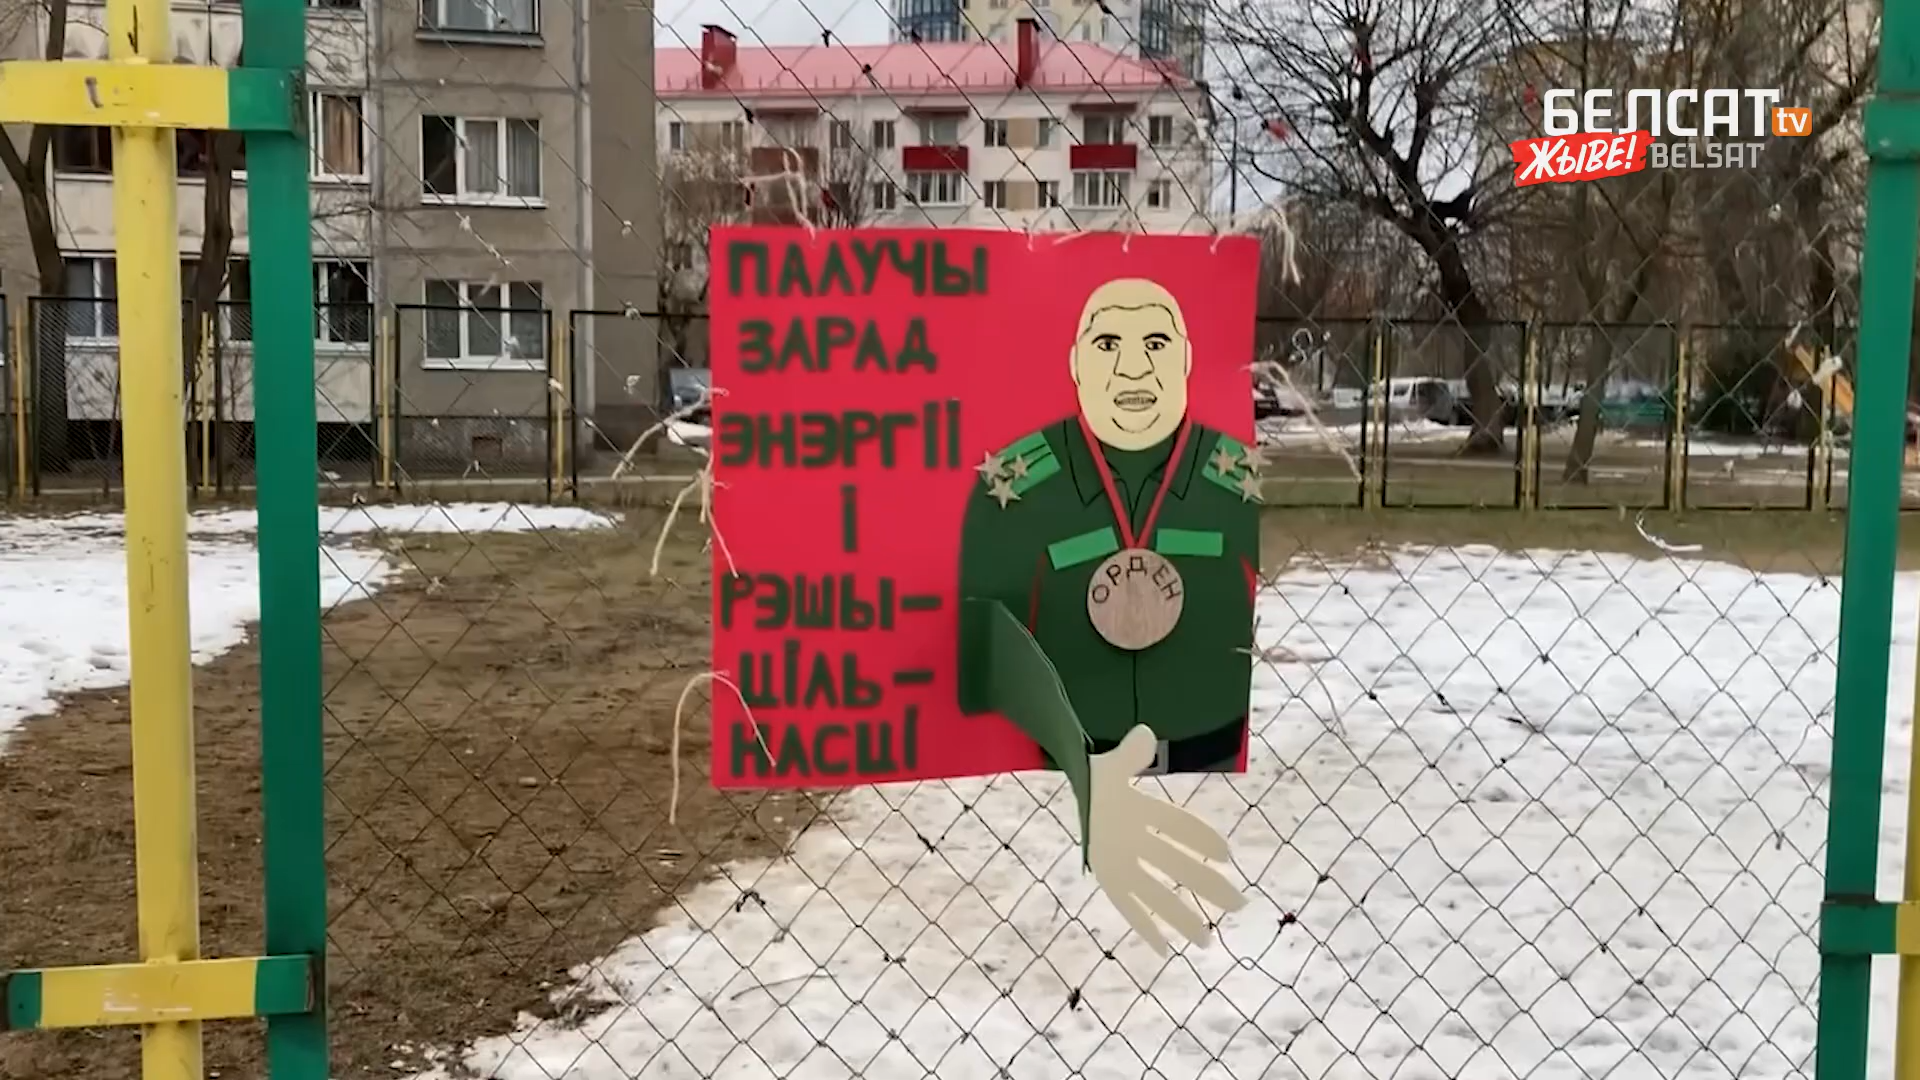 БЕЛСАТ tv
ЖЫВЕ! BELSAT
ПАЛУЧЫ
ЗАРАД
ЭНЭРГІІ
І
РЭШЫ-
ЦІЛЬ-
НАСЦІ
ОРДЕН